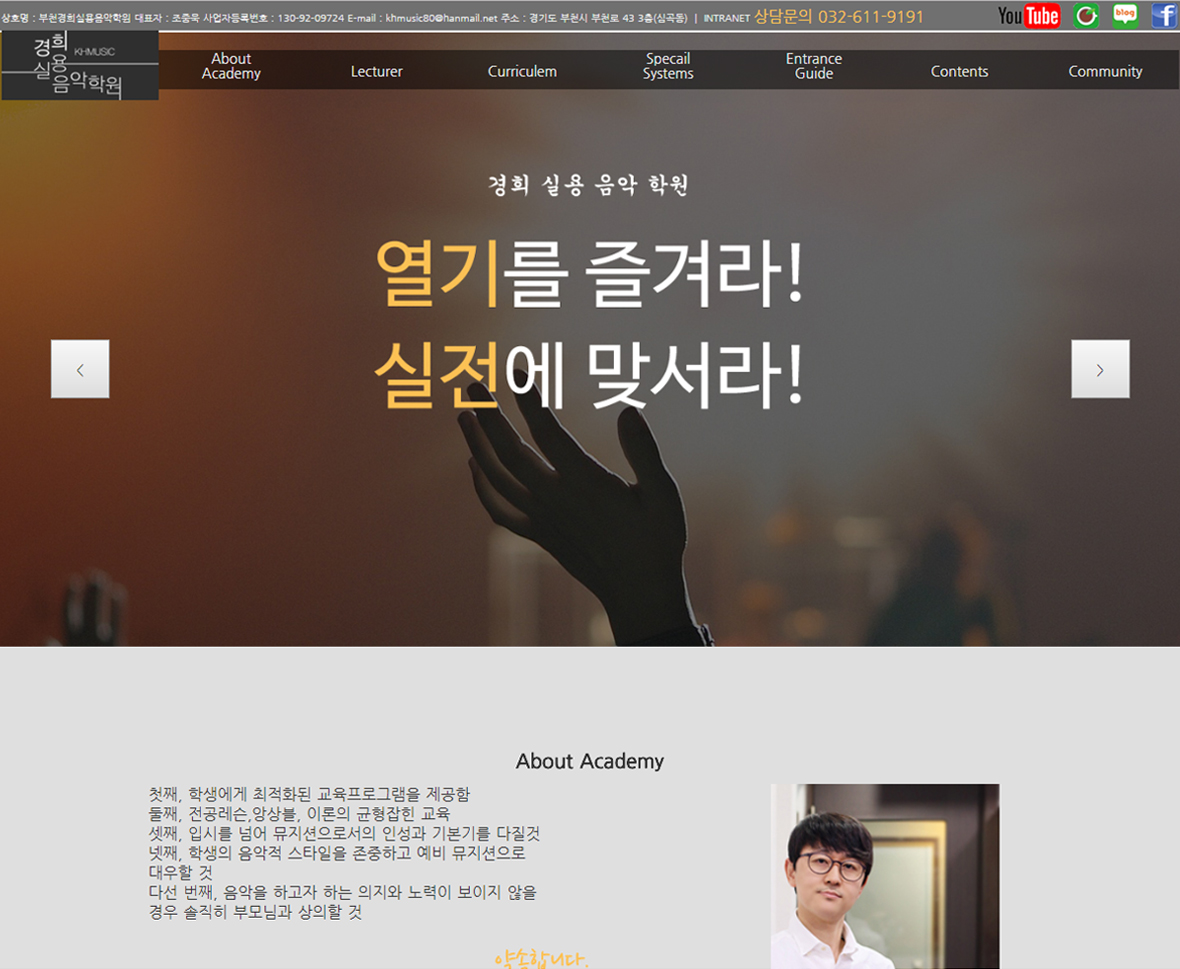 상호명 : 부천경희실용음악학원 대표자 : 조중욱 사업자등록번호 : 130-92-09724 E-mail : khmusic80@hanmail.net 주소 : 경기도 부천시 부천로 43 3층(심곡동) | INTRANET 상담문의 032-611-9191
You Tube
blog
f
경희 KHMUSIC
실용
음악학원
About Academy
Lecturer
Curriculem
Specail Systems
Entrance Guide
Contents
Community
경희 실용 음악 학원
열기를 즐겨라!
실전에 맞서라!
About Academy
첫째, 학생에게 최적화된 교육프로그램을 제공함
둘째, 전공레슨,앙상블, 이론의 균형잡힌 교육
셋째, 입시를 넘어 뮤지션으로서의 인성과 기본기를 다질것
넷째, 학생의 음악적 스타일을 존중하고 예비 뮤지션으로
대우할 것
다선 번째, 음악을 하고자 하는 의지와 노력이 보이지 않을
경우 솔직히 부모님과 상의할 것
약속합니다.